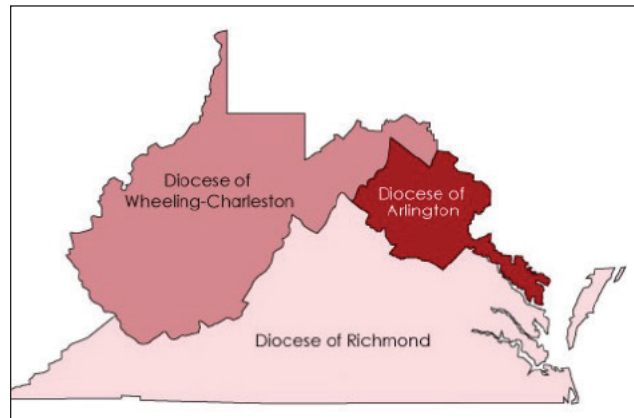 Diocese of
Wheeling-Charleston
Diocese of
Arlington
Diocese of Richmond